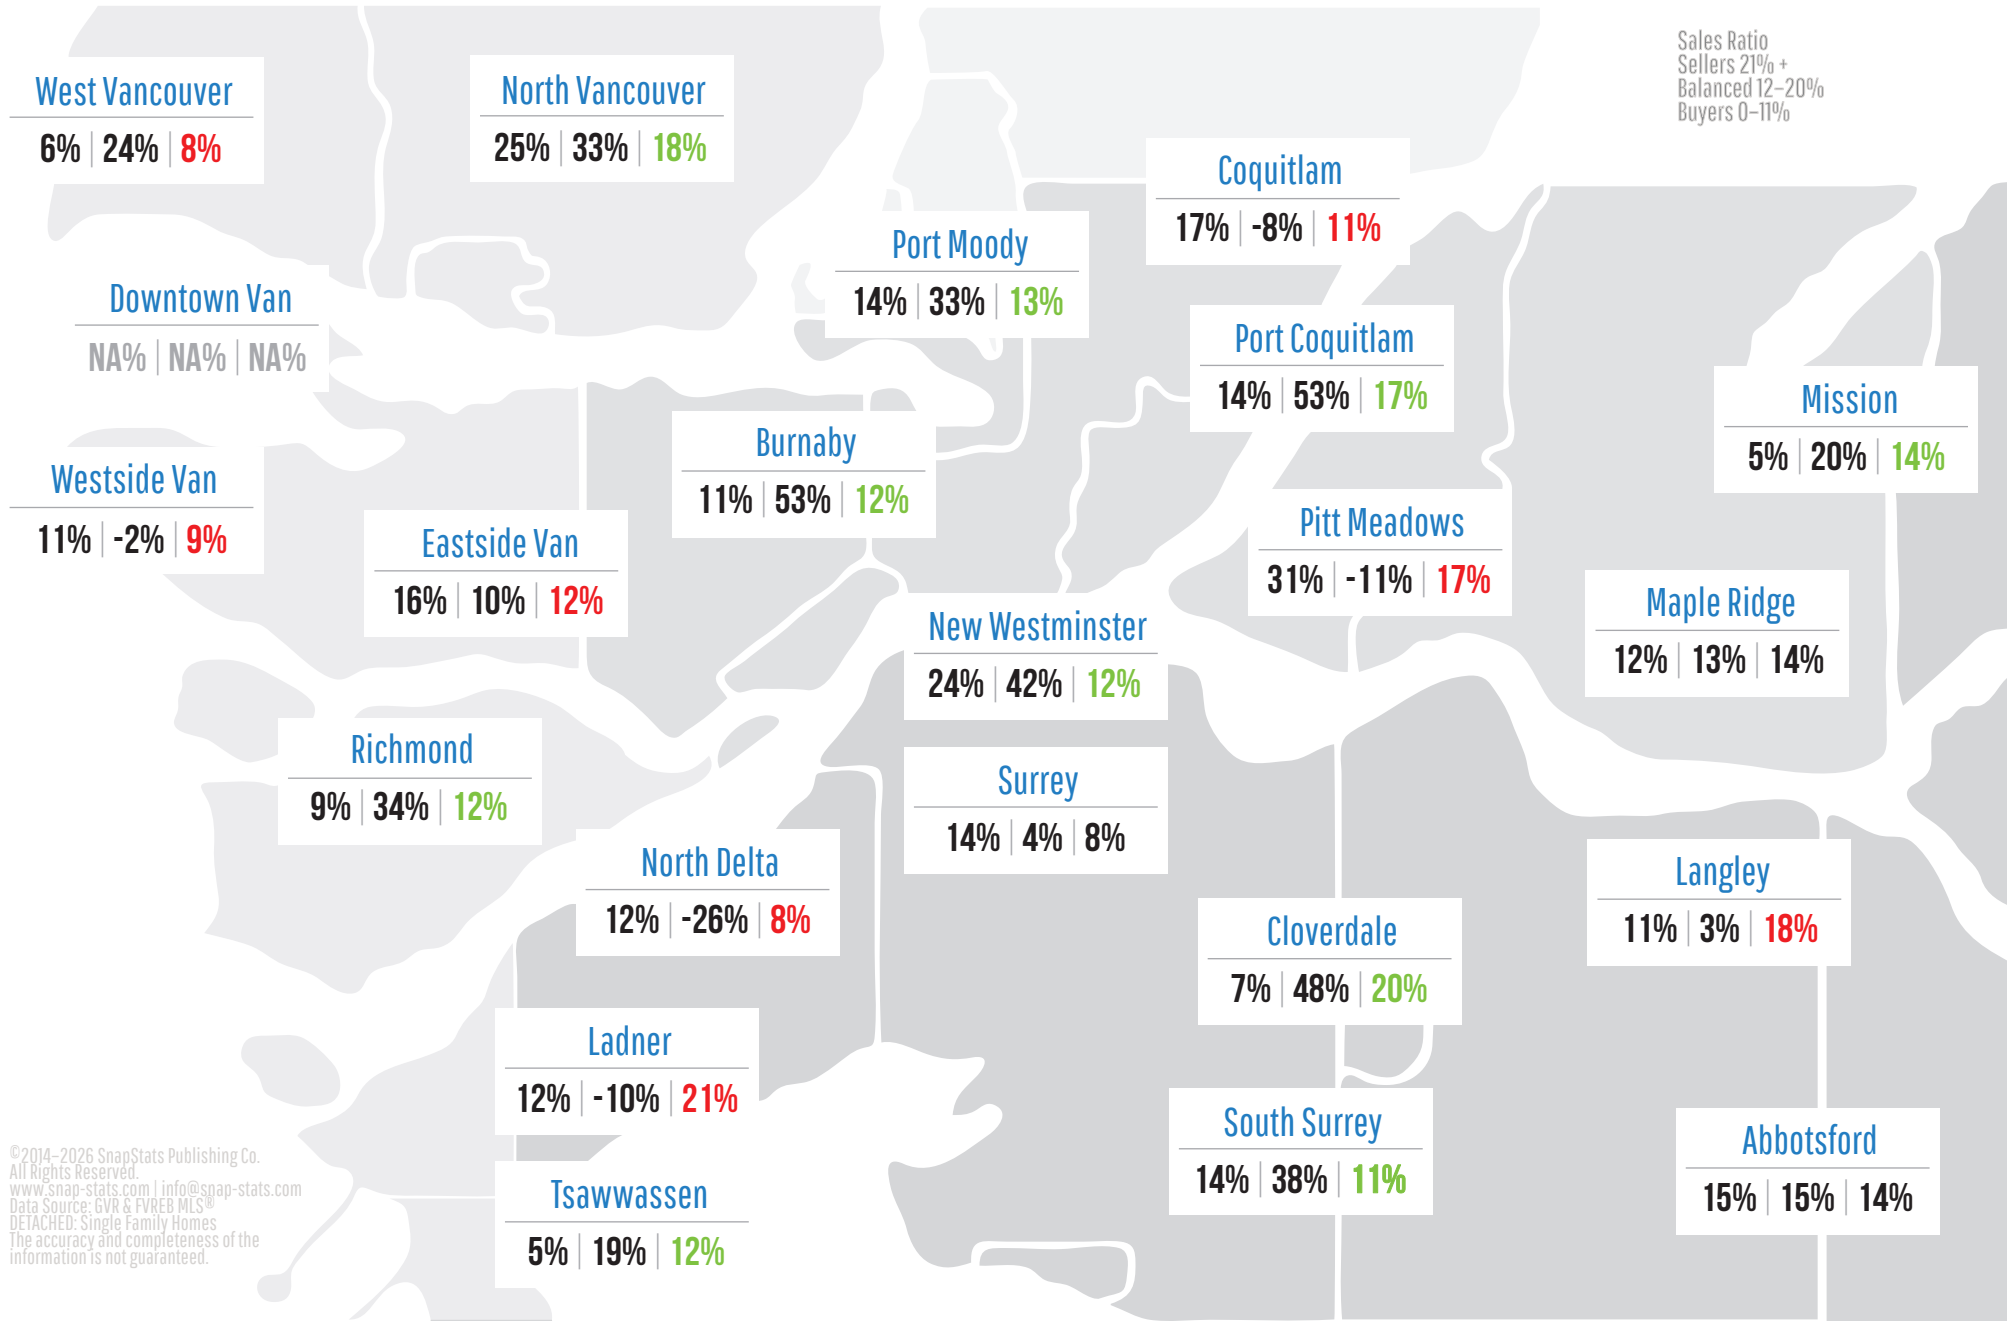 Sales Ratio
Sellers 21% +
Balanced 12–20%
Buyers 0–11%
West Vancouver
6% | 24% | 8%
North Vancouver
25% | 33% | 18%
Coquitlam
17% | -8% | 11%
Port Moody
14% | 33% | 13%
Downtown Van
NA% | NA% | NA%
Port Coquitlam
14% | 53% | 17%
Mission
5% | 20% | 14%
Burnaby
11% | 53% | 12%
Westside Van
11% | -2% | 9%
Eastside Van
16% | 10% | 12%
Pitt Meadows
31% | -11% | 17%
Maple Ridge
12% | 13% | 14%
New Westminster
24% | 42% | 12%
Richmond
9% | 34% | 12%
Surrey
14% | 4% | 8%
North Delta
12% | -26% | 8%
Langley
11% | 3% | 18%
Cloverdale
7% | 48% | 20%
Ladner
12% | -10% | 21%
South Surrey
14% | 38% | 11%
Abbotsford
15% | 15% | 14%
Tsawwassen
5% | 19% | 12%
©2014–2026 SnapStats Publishing Co.
All Rights Reserved.
www.snap-stats.com | info@snap-stats.com
Data Source: GVR & FVREB MLS®
DETACHED: Single Family Homes
The accuracy and completeness of the
information is not guaranteed.